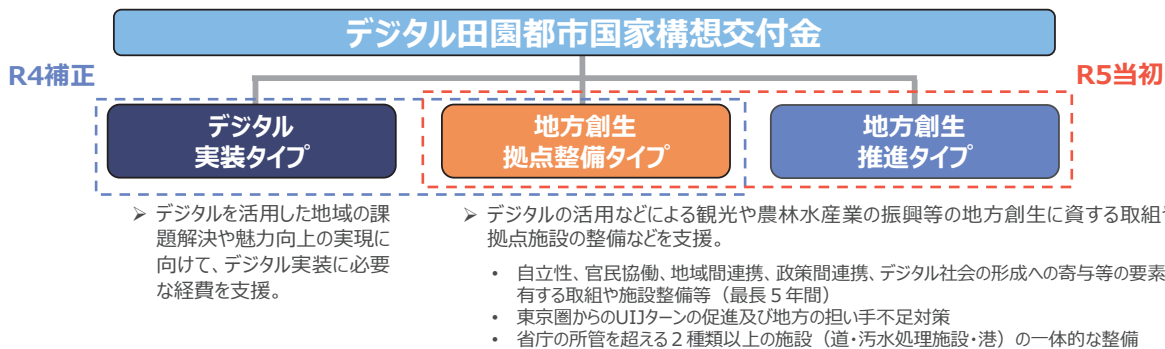 デジタル田園都市国家構想交付金
R4補正
R5当初
デジタル
実装タイプ
地方創生
拠点整備タイプ
地方創生
推進タイプ
➢ デジタルを活用した地域の課
題解決や魅力向上の実現に
向けて、デジタル実装に必要
な経費を支援。
➢ デジタルの活用などによる観光や農林水産業の振興等の地方創生に資する取組
拠点施設の整備などを支援。
• 自立性、官民協働、地域間連携、政策間連携、デジタル社会の形成への寄与等の要素
有する取組や施設整備等（最長５年間）
• 東京圏からのUIJターンの促進及び地方の担い手不足対策
• 省庁の所管を超える２種類以上の施設（道・汚水処理施設・港）の一体的な整備